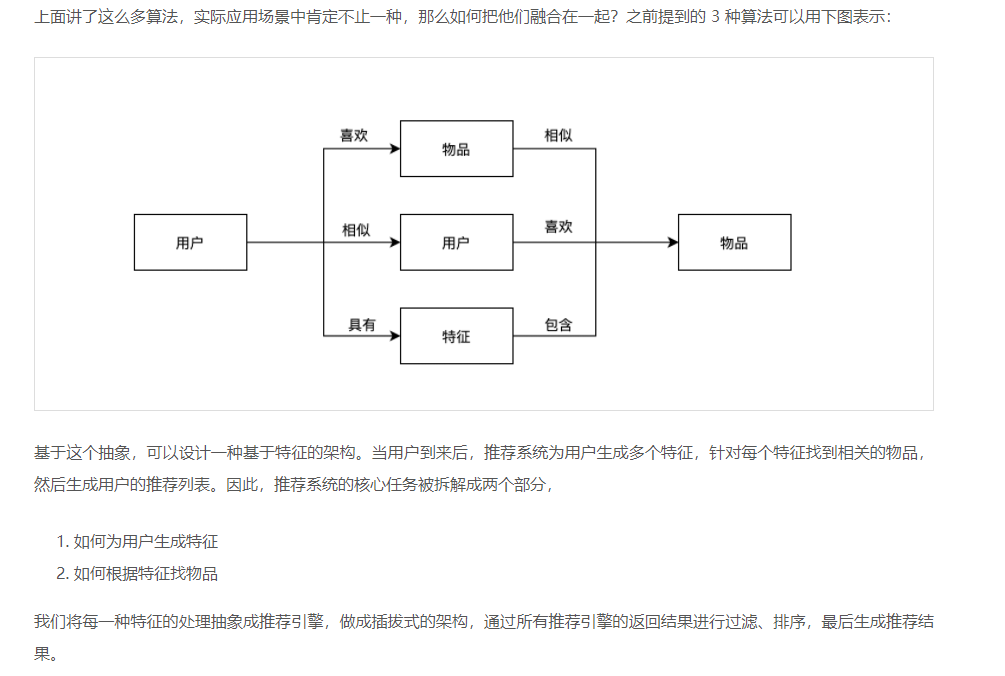 上面讲了这么多算法，实际应用场景中肯定不止一种，那么如何把他们融合在一起？之前提到的 3 种算法可以用下图表示：
喜欢
物品
相似
用户
相似
用户
喜欢
物品
具有
特征
包含
基于这个抽象，可以设计一种基于特征的架构。当用户到来后，推荐系统为用户生成多个特征，针对每个特征找到相关的物品，
然后生成用户的推荐列表。因此，推荐系统的核心任务被拆解成两个部分，
1. 如何为用户生成特征
2. 如何根据特征找物品
我们将每一种特征的处理抽象成推荐引擎，做成插拔式的架构，通过所有推荐引擎的返回结果进行过滤、排序，最后生成推荐结
果。